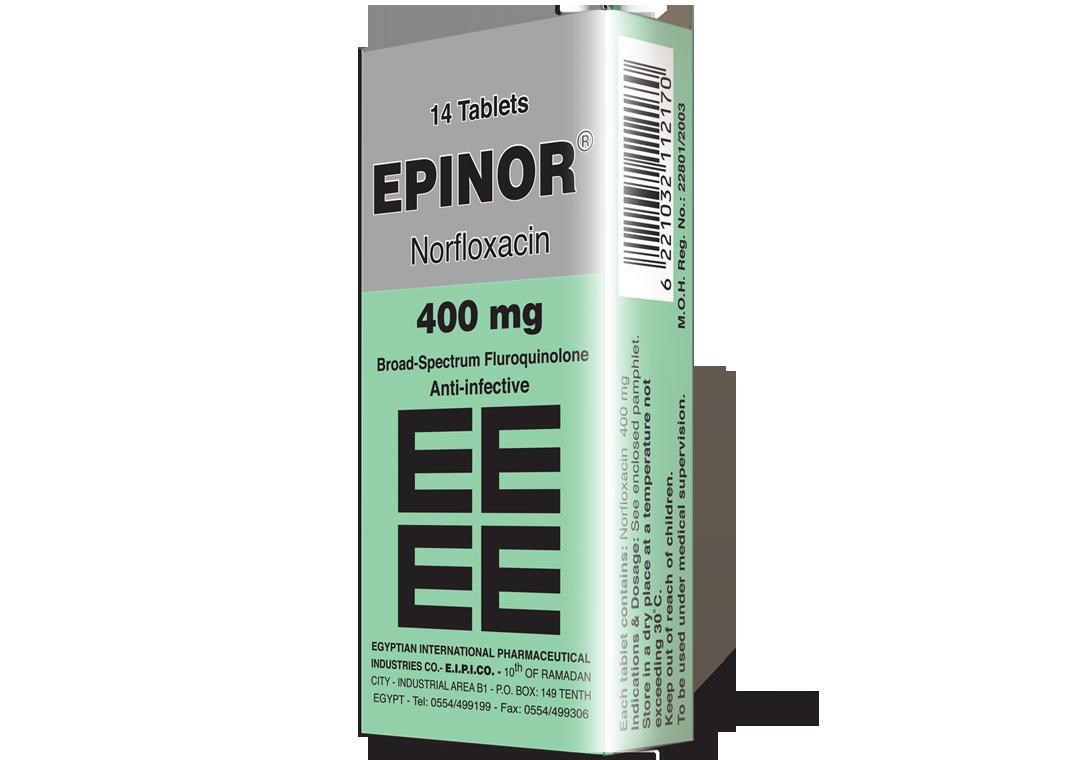 14 Tablets
EPINOR®
Norfloxacin
400 mg
Broad-Spectrum Fluroquinolone
Anti-infective
EE
EE
EGYPTIAN INTERNATIONAL PHARMACEUTICAL
INDUSTRIES CO.- E.I.P.I.CO. - 10th OF RAMADAN
CITY - INDUSTRIAL AREA B1 - P.O. BOX: 149 TENTH
EGYPT - Tel: 0554/499199 - Fax: 0554/499306
6 221032 112170
M.O.H. Reg. No.: 22801/2003
Each tablet contains: Norfloxacin 400 mg
Indications & Dosage: See enclosed pamphlet.
Store in a dry place at a temperature not
exceeding 30°C.
Keep out of reach of children.
To be used under medical supervision.